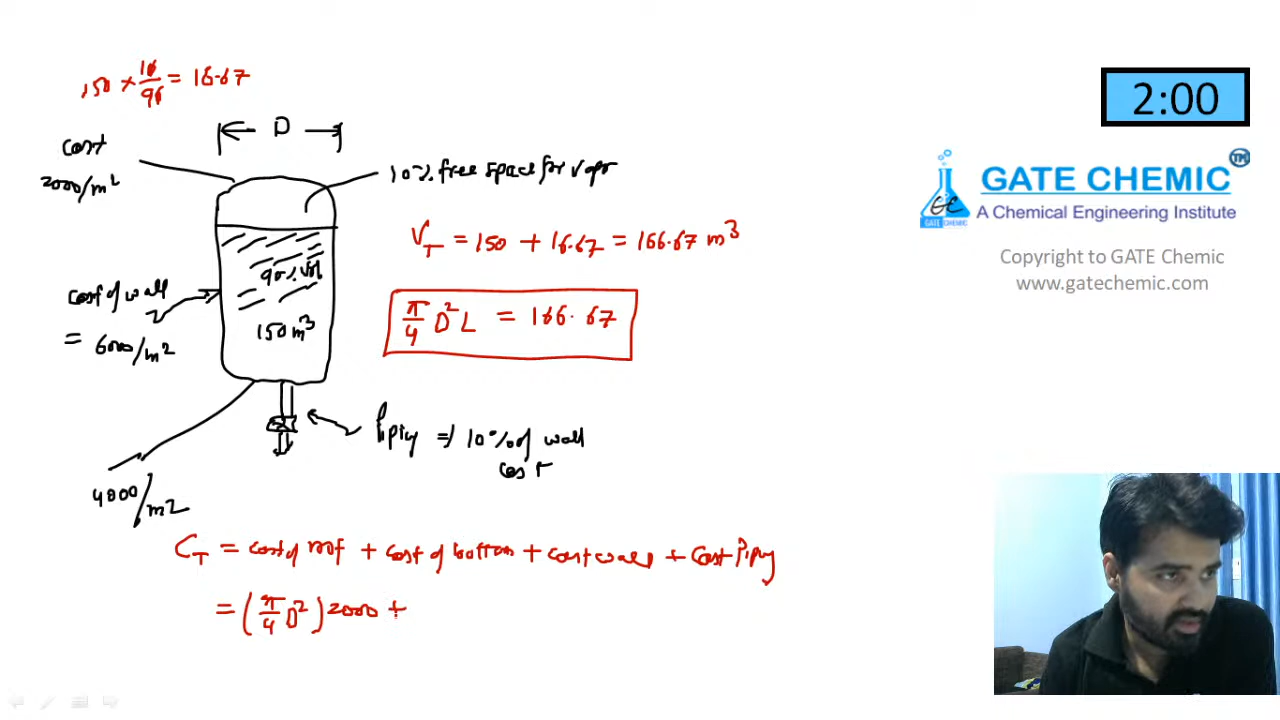 150 × 10/90 = 16.67
2:00
D
cost
2000/m²
10% free space for vapr
GATE CHEMIC TM
A Chemical Engineering Institute
V_T = 150 + 16.67 = 166.67 m³
Copyright to GATE Chemic
www.gatechemic.com
90% Vol
cost of wall
= 6000/m²
150 m³
π/4 D² L = 166.67
Piping ⇒ 10% of wall
cost
4000/m2
C_T = cost of roof + cost of bottom + cost wall + cost Piping
= (π/4 D²) 2000 +